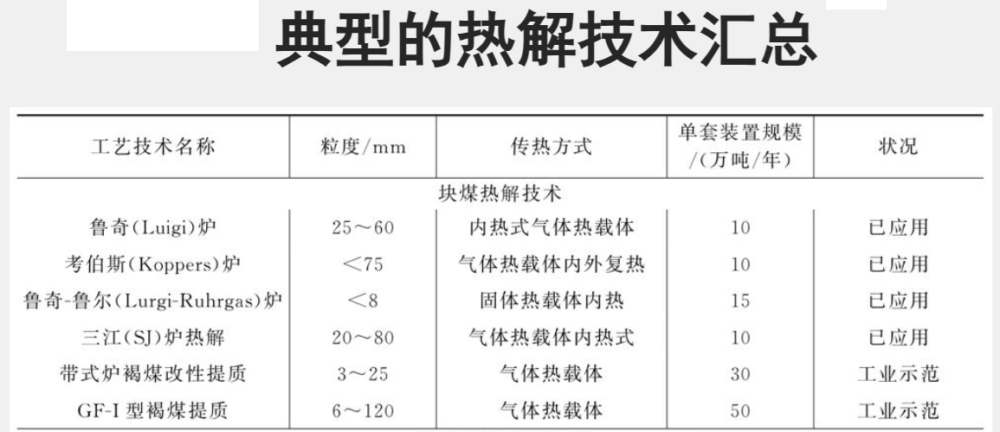 典型的热解技术汇总
工艺技术名称 粒度/mm 传热方式 单套装置规模/(万吨/年) 状况
块煤热解技术
鲁奇(Luigi)炉 25～60 内热式气体热载体 10 已应用
考伯斯(Koppers)炉 <75 气体热载体内外复热 10 已应用
鲁奇-鲁尔(Lurgi-Ruhrgas)炉 <8 固体热载体内热 15 已应用
三江(SJ)炉热解 20～80 气体热载体内热式 10 已应用
带式炉褐煤改性提质 3～25 气体热载体 30 工业示范
GF-I 型褐煤提质 6～120 气体热载体 50 工业示范